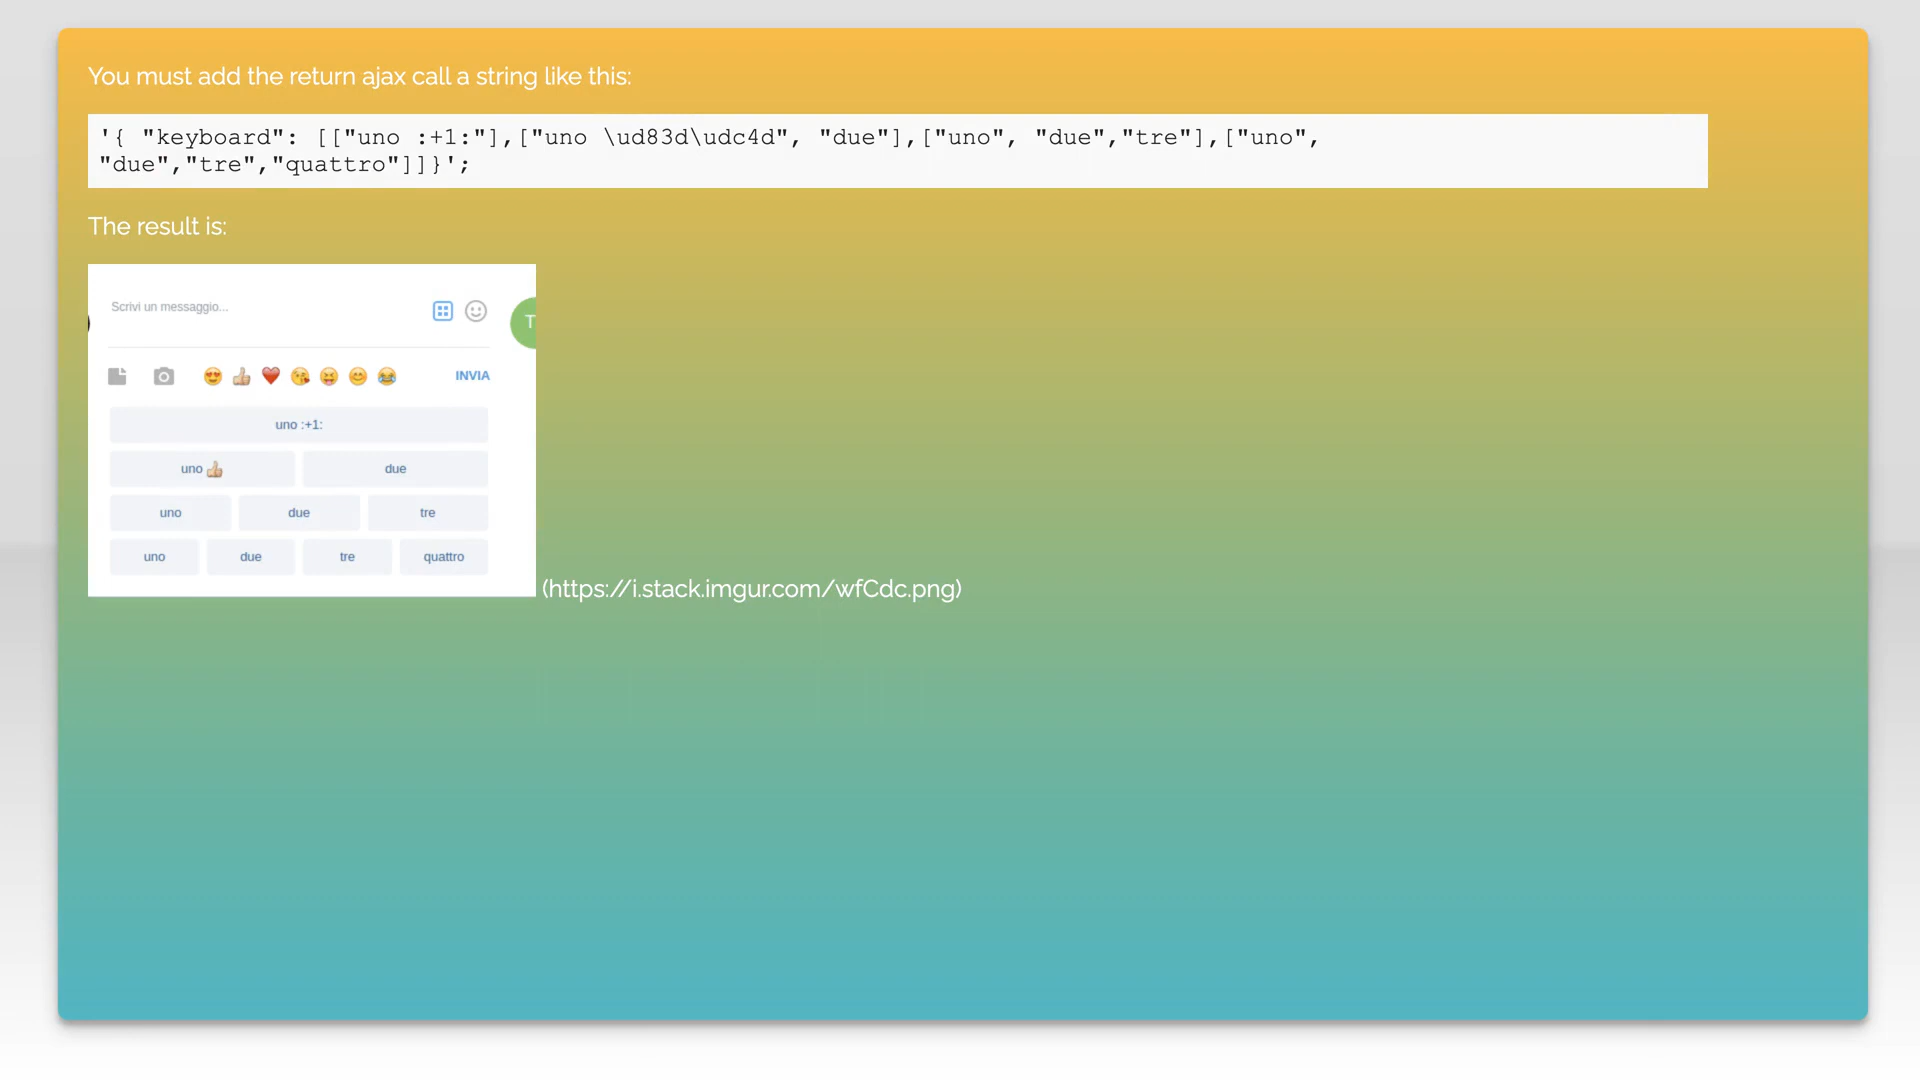 You must add the return ajax call a string like this:
'{ "keyboard": [["uno :+1:"],["uno \ud83d\udc4d", "due"],["uno", "due","tre"],["uno",
"due","tre","quattro"]]}';
The result is:
Scrivi un messaggio...
T
INVIA
uno :+1:
uno 👍 due
uno due tre
uno due tre quattro
(https://i.stack.imgur.com/wfCdc.png)